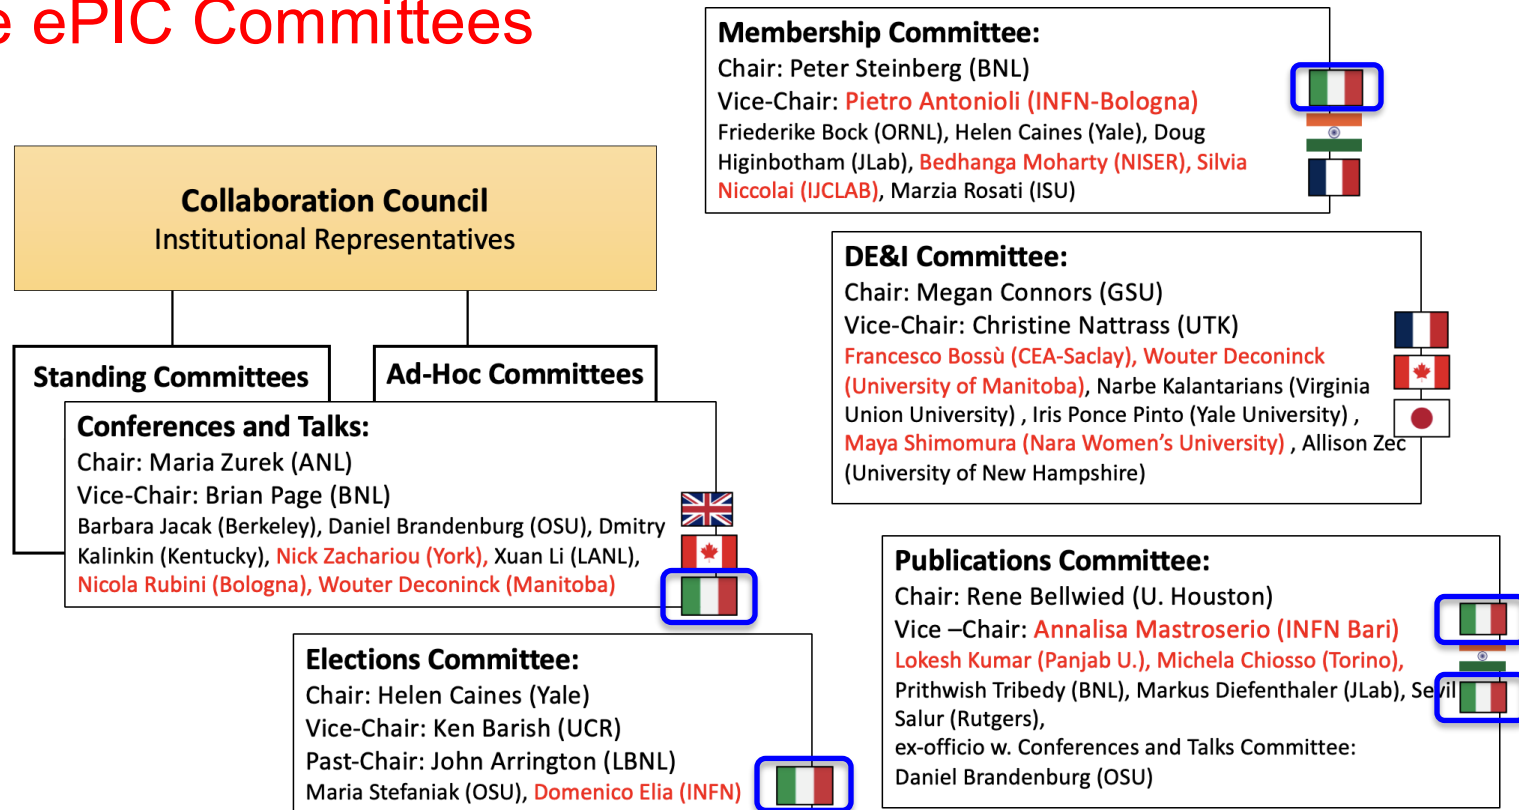 e ePIC Committees
Collaboration Council
Institutional Representatives
Standing Committees
Ad-Hoc Committees
Conferences and Talks:
Chair: Maria Zurek (ANL)
Vice-Chair: Brian Page (BNL)
Barbara Jacak (Berkeley), Daniel Brandenburg (OSU), Dmitry
Kalinkin (Kentucky), Nick Zachariou (York), Xuan Li (LANL),
Nicola Rubini (Bologna), Wouter Deconinck (Manitoba)
Elections Committee:
Chair: Helen Caines (Yale)
Vice-Chair: Ken Barish (UCR)
Past-Chair: John Arrington (LBNL)
Maria Stefaniak (OSU), Domenico Elia (INFN)
Membership Committee:
Chair: Peter Steinberg (BNL)
Vice-Chair: Pietro Antonioli (INFN-Bologna)
Friederike Bock (ORNL), Helen Caines (Yale), Doug
Higinbotham (JLab), Bedhanga Moharty (NISER), Silvia
Niccolai (IJCLAB), Marzia Rosati (ISU)
DE&I Committee:
Chair: Megan Connors (GSU)
Vice-Chair: Christine Nattrass (UTK)
Francesco Bossù (CEA-Saclay), Wouter Deconinck
(University of Manitoba), Narbe Kalantarians (Virginia
Union University) , Iris Ponce Pinto (Yale University) ,
Maya Shimomura (Nara Women’s University) , Allison Zec
(University of New Hampshire)
Publications Committee:
Chair: Rene Bellwied (U. Houston)
Vice –Chair: Annalisa Mastroserio (INFN Bari)
Lokesh Kumar (Panjab U.), Michela Chiosso (Torino),
Prithwish Tribedy (BNL), Markus Diefenthaler (JLab), Sevil
Salur (Rutgers),
ex-officio w. Conferences and Talks Committee:
Daniel Brandenburg (OSU)